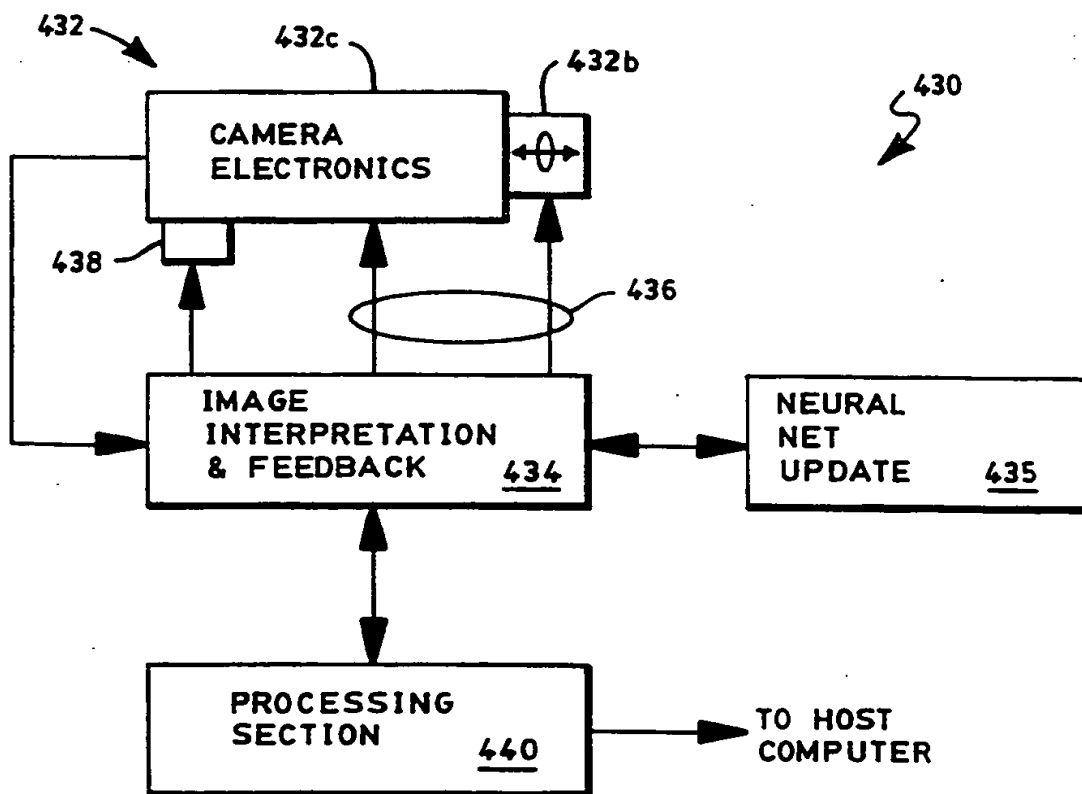 432
432c
432b
430
CAMERA
ELECTRONICS
438
436
IMAGE
INTERPRETATION
& FEEDBACK 434
NEURAL
NET
UPDATE 435
PROCESSING
SECTION 440
TO HOST
COMPUTER